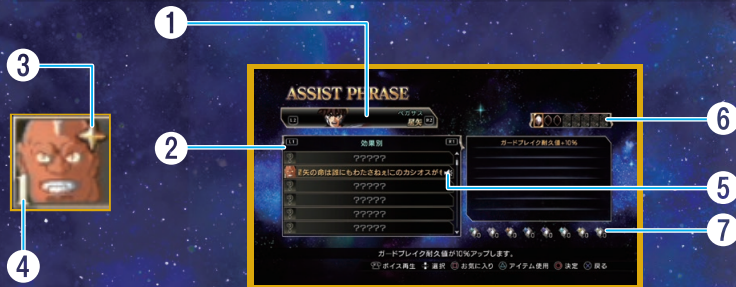 ①
③
ASSIST PHRASE
L2
ペガサス
星矢
R2
⑥
②
L1
効果別
R1
ガードブレイク耐久値+10%
?????
矢の命は誰にもわたさねぇ!このカシオスがも
⑤
?????
?????
?????
?????
⑦
④
1
ガードブレイク耐久値が10%アップします。
ボイス再生 選択 お気に入り アイテム使用 決定 戻る